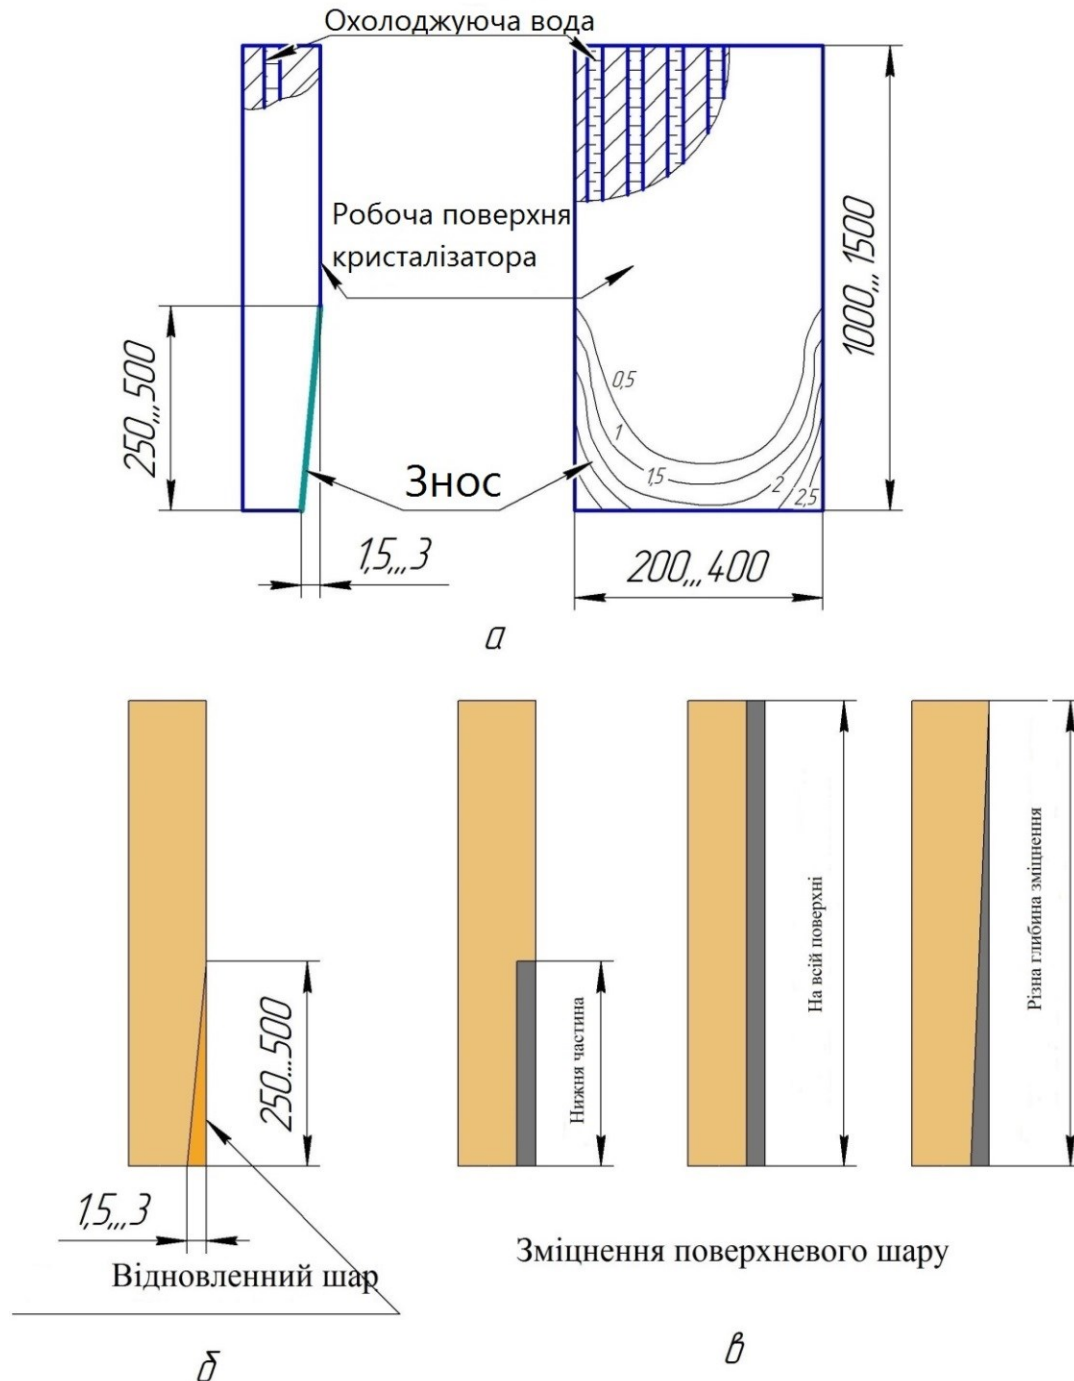 Охолоджуюча вода
Робоча поверхня
кристалізатора
1000...1500
250...500
0,5
1
1,5
2
2,5
Знос
1,5...3
200...400
а
250...500
1,5...3
Відновленний шар
б
Нижня частина
На всій поверхні
Різна глибина зміцнення
Зміцнення поверхневого шару
в